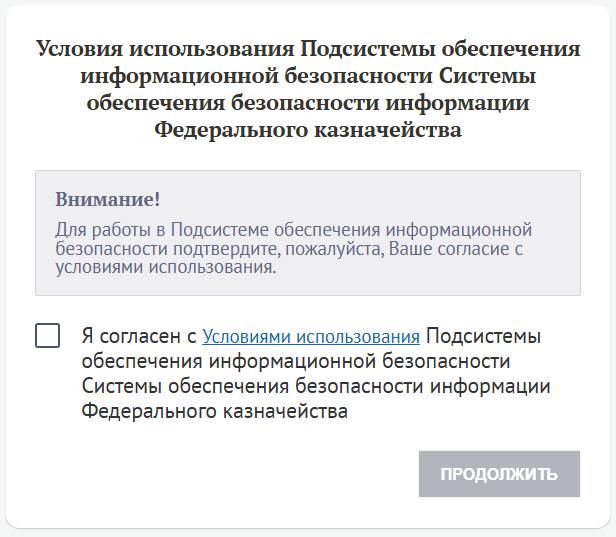 Условия использования Подсистемы обеспечения
информационной безопасности Системы
обеспечения безопасности информации
Федерального казначейства
Внимание!
Для работы в Подсистеме обеспечения информационной
безопасности подтвердите, пожалуйста, Ваше согласие с
условиями использования.
Я согласен с Условиями использования Подсистемы
обеспечения информационной безопасности
Системы обеспечения безопасности информации
Федерального казначейства
ПРОДОЛЖИТЬ